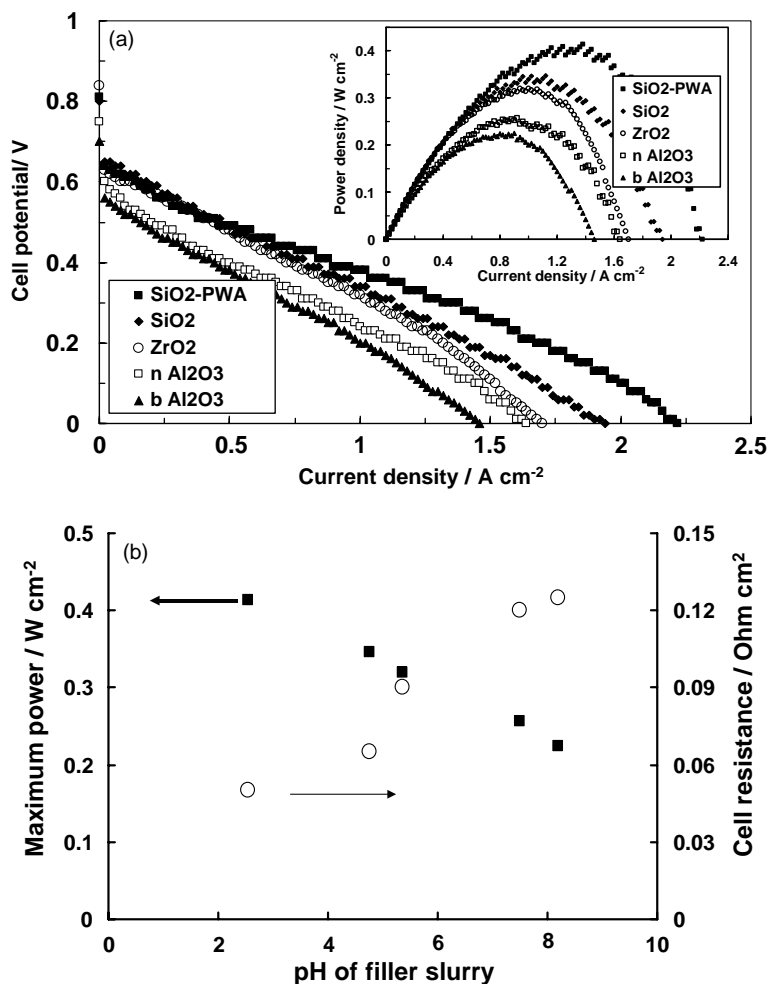 (a)
Cell potential/ V
1
0.8
0.6
0.4
0.2
0
0
0.5
1
1.5
2
2.5
Current density / A cm-2
SiO2-PWA
SiO2
ZrO2
n Al2O3
b Al2O3
Power density / W cm-2
0.4
0.3
0.2
0.1
0
0
0.4
0.8
1.2
1.6
2
2.4
Current density / A cm-2
SiO2-PWA
SiO2
ZrO2
n Al2O3
b Al2O3
(b)
Maximum power / W cm-2
0.5
0.4
0.3
0.2
0.1
0
0
2
4
6
8
10
pH of filler slurry
0.15
0.12
0.09
0.06
0.03
0
Cell resistance / Ohm cm2